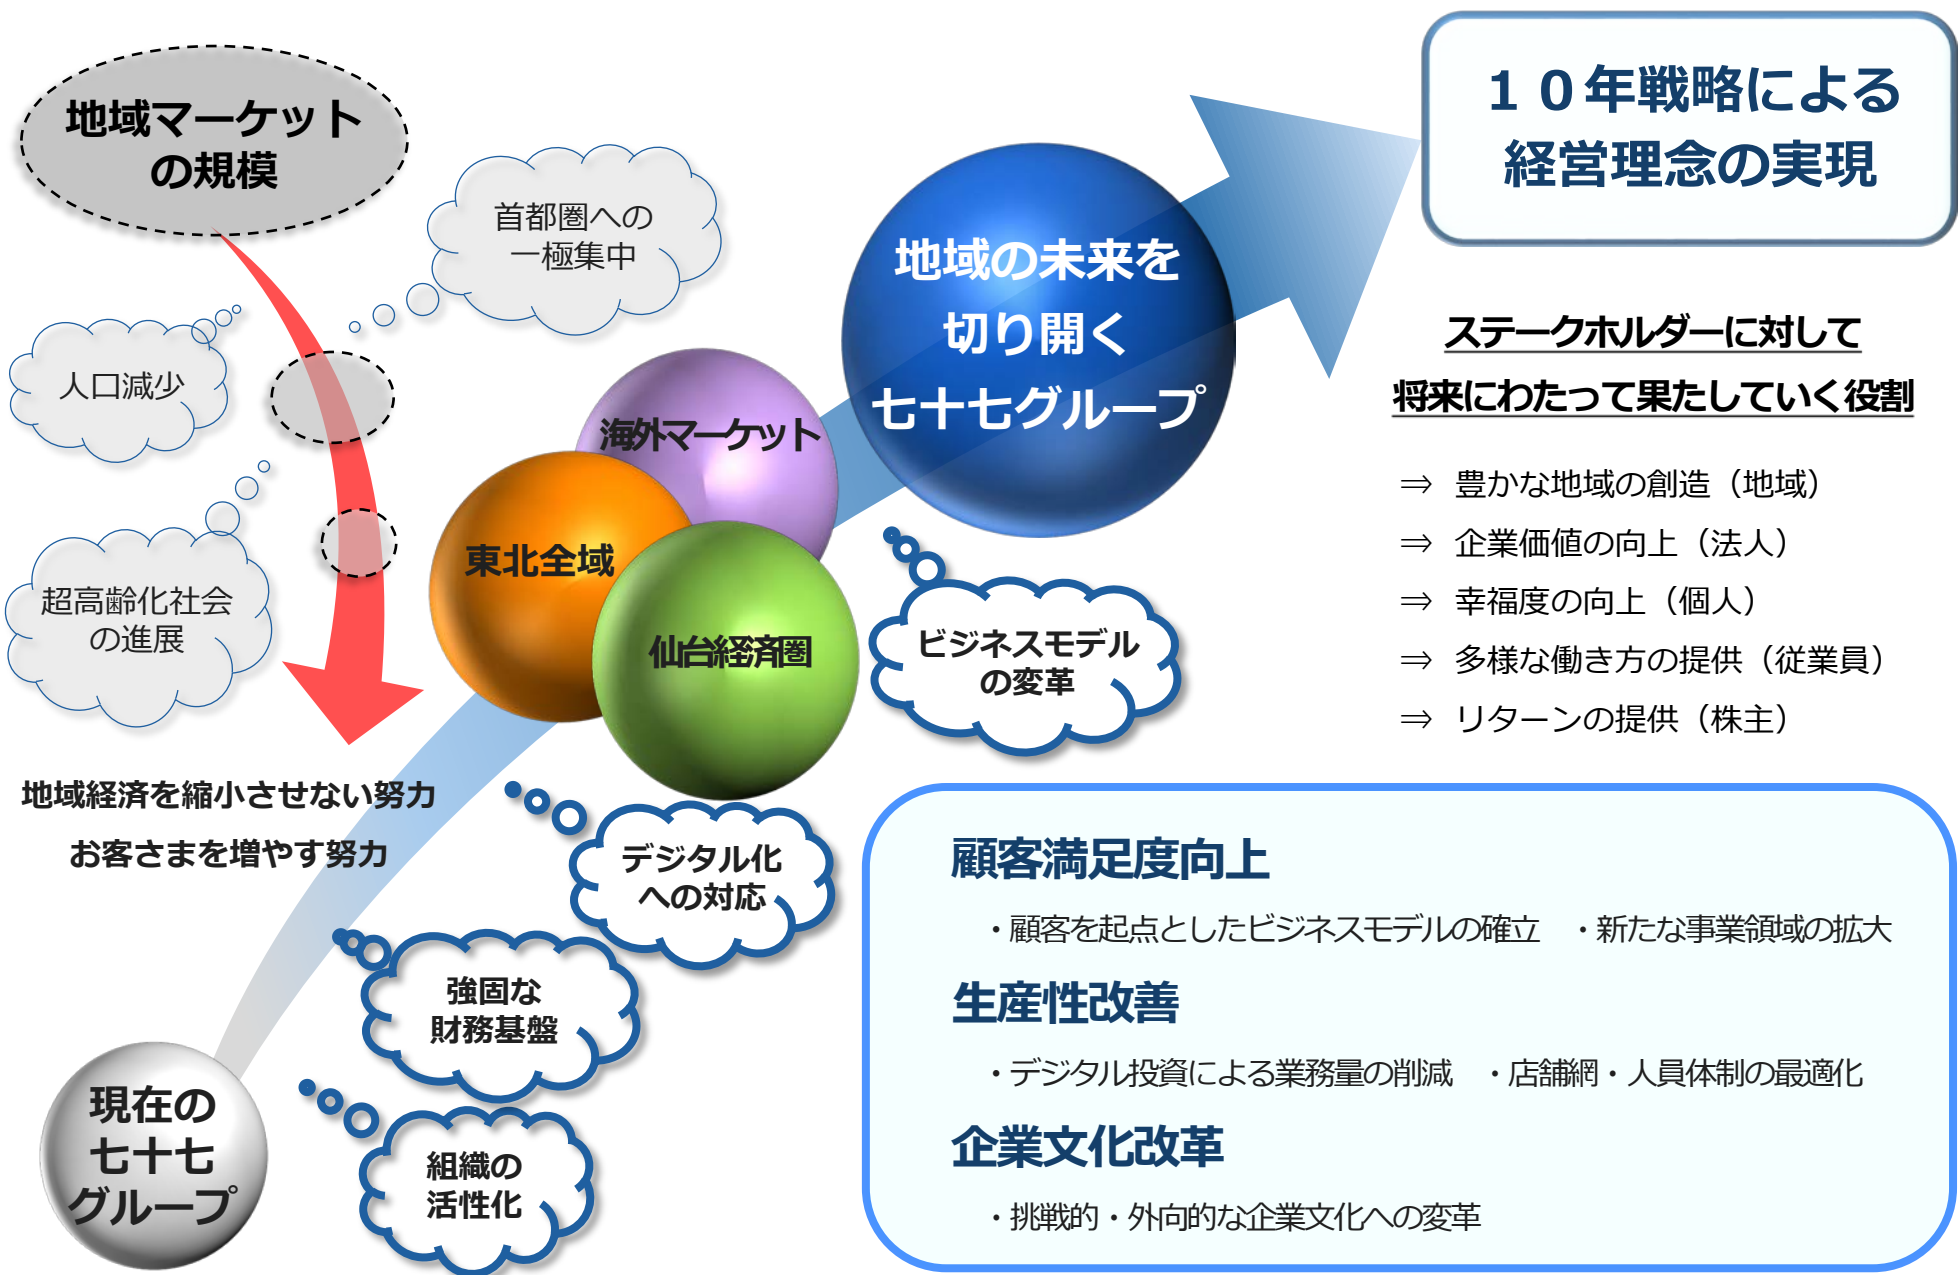 地域マーケット
の規模
首都圏への
一極集中
人口減少
超高齢化社会
の進展
地域経済を縮小させない努力
お客さまを増やす努力
現在の
七十七
グループ
組織の
活性化
強固な
財務基盤
デジタル化
への対応
ビジネスモデル
の変革
海外マーケット
東北全域
仙台経済圏
地域の未来を
切り開く
七十七グループ
１０年戦略による
経営理念の実現
ステークホルダーに対して
将来にわたって果たしていく役割
⇒ 豊かな地域の創造（地域）
⇒ 企業価値の向上（法人）
⇒ 幸福度の向上（個人）
⇒ 多様な働き方の提供（従業員）
⇒ リターンの提供（株主）
顧客満足度向上
・顧客を起点としたビジネスモデルの確立　・新たな事業領域の拡大
生産性改善
・デジタル投資による業務量の削減　・店舗網・人員体制の最適化
企業文化改革
・挑戦的・外向的な企業文化への変革